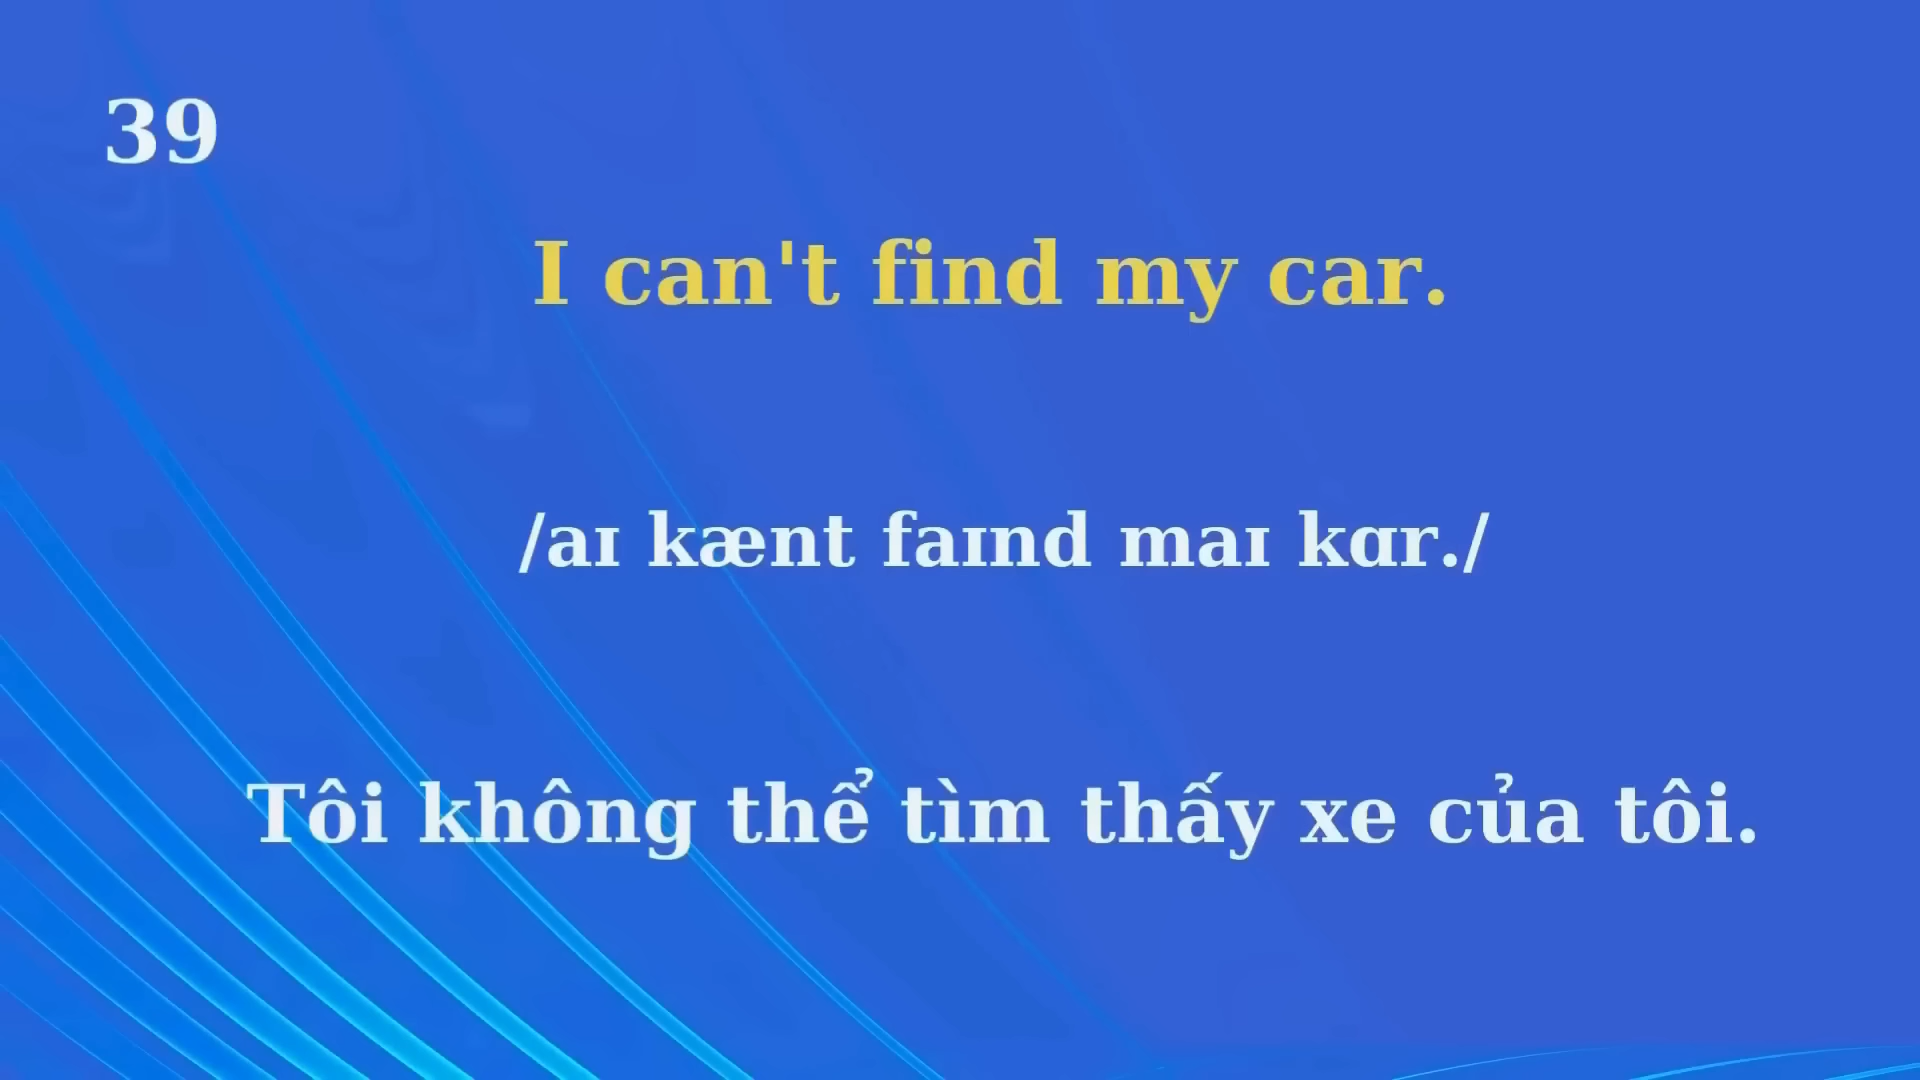 39
I can't find my car.
/aɪ kænt faɪnd maɪ kɑr./
Tôi không thể tìm thấy xe của tôi.